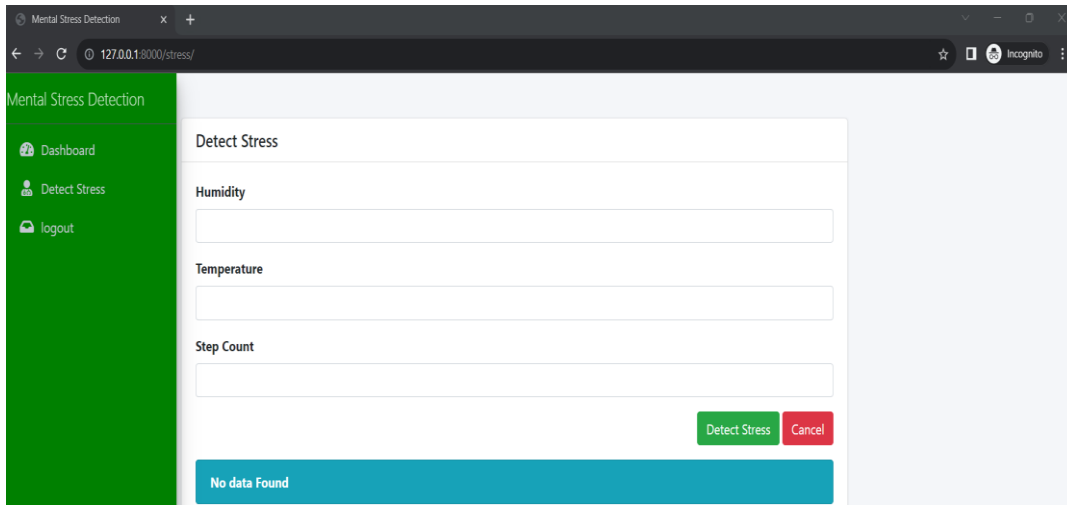 Mental Stress Detection
127.0.0.1:8000/stress/
Incognito
Mental Stress Detection
Dashboard
Detect Stress
logout
Detect Stress
Humidity
Temperature
Step Count
Detect Stress Cancel
No data Found